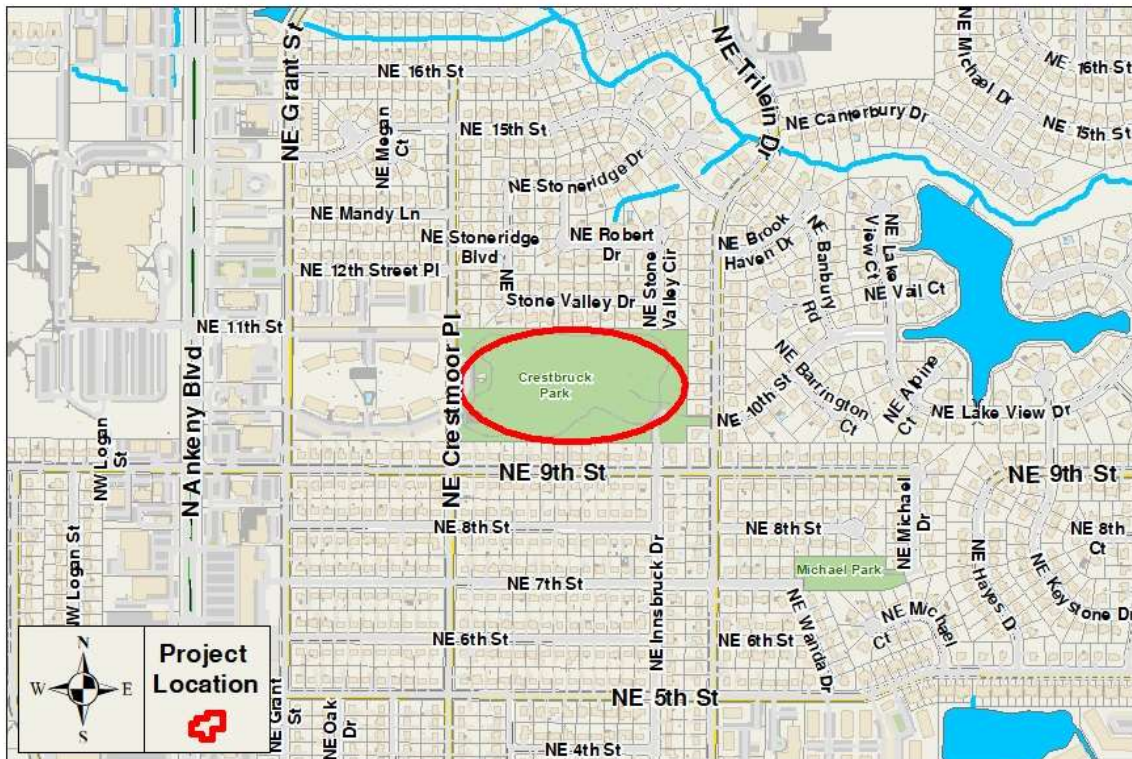 NE Grant St
NE 16th St
NE Megan
Ct
NE 15th St
NE Stoneridge Dr
NE Trilein Dr
NE Michael Dr
NE 16th St
NE 15th St
NE Canterbury Dr
NE Mandy Ln
NE Stoneridge
Blvd
NE Robert
Dr
NE Brook
Haven Dr
NE Banbury
Rd
NE Lake
View Ct
NE Vail Ct
NE 12th Street Pl
NE
Stone Valley Dr
NE Stone
Valley Cir
NE 11th St
N Ankeny Blvd
NE Crestmoor Pl
Crestbruck
Park
NE 10th St
NE Barrington
Ct
NE Alpine
Ct
NE Lake View Dr
NW Logan
St
NE 9th St
NE 9th St
NW Logan St
NE 8th St
NE 8th St
NE Michael
Dr
NE 8th
Ct
NE 7th St
NE Innsbruck Dr
Michael Park
NE Hayes D
NE Keystone Dr
NE 6th St
NE 6th St
NE Wanda Dr
NE Michael
Ct
NE 5th St
NE Grant
St
NE Oak
Dr
NE 4th St
N
W
E
S
Project
Location